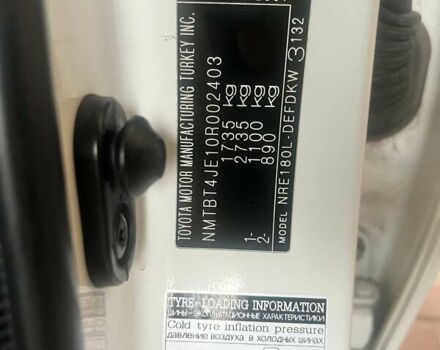 TOYOTA MOTOR MANUFACTURING TURKEY INC.
NMTBT4JE10R002403
1735 kg
2735 kg
1- 1100 kg
2- 890 kg
MODEL NRE180L-DEFDKW 3132
TYRE-LOADING INFORMATION
ШИНЫ-ЭКСПЛУАТАЦИОННЫЕ ХАРАКТЕРИСТИКИ
Cold tyre inflation pressure
давление воздуха в холодных шинах